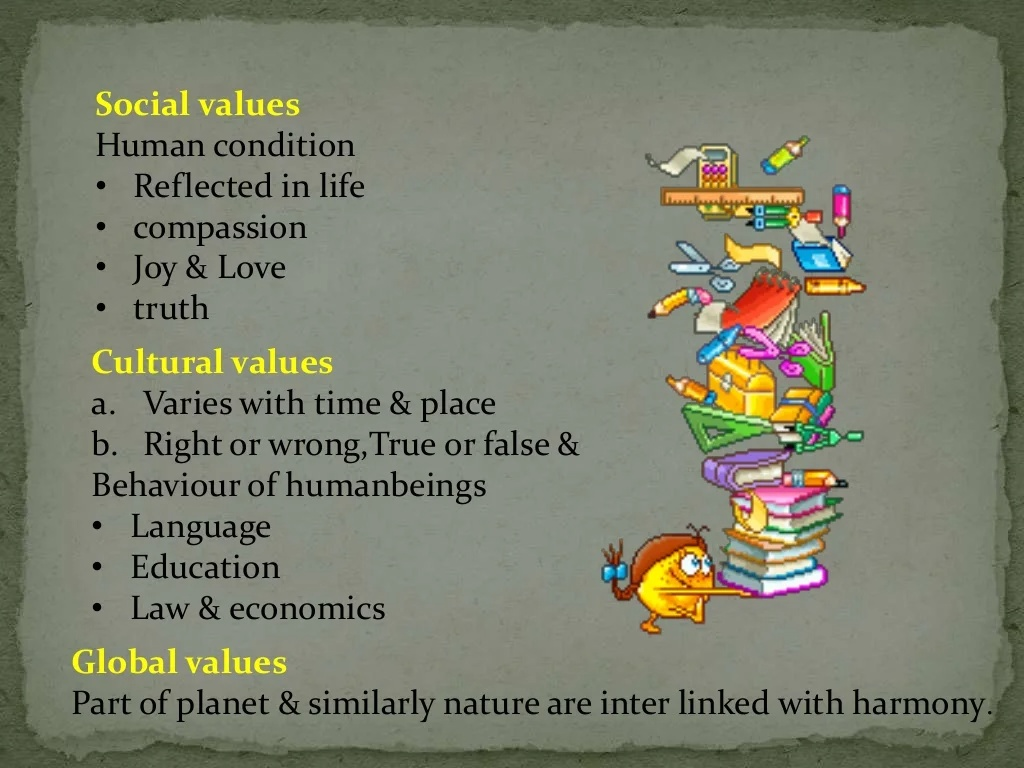 Social values
Human condition
• Reflected in life
• compassion
• Joy & Love
• truth
Cultural values
a. Varies with time & place
b. Right or wrong,True or false &
Behaviour of humanbeings
• Language
• Education
• Law & economics
Global values
Part of planet & similarly nature are inter linked with harmony.